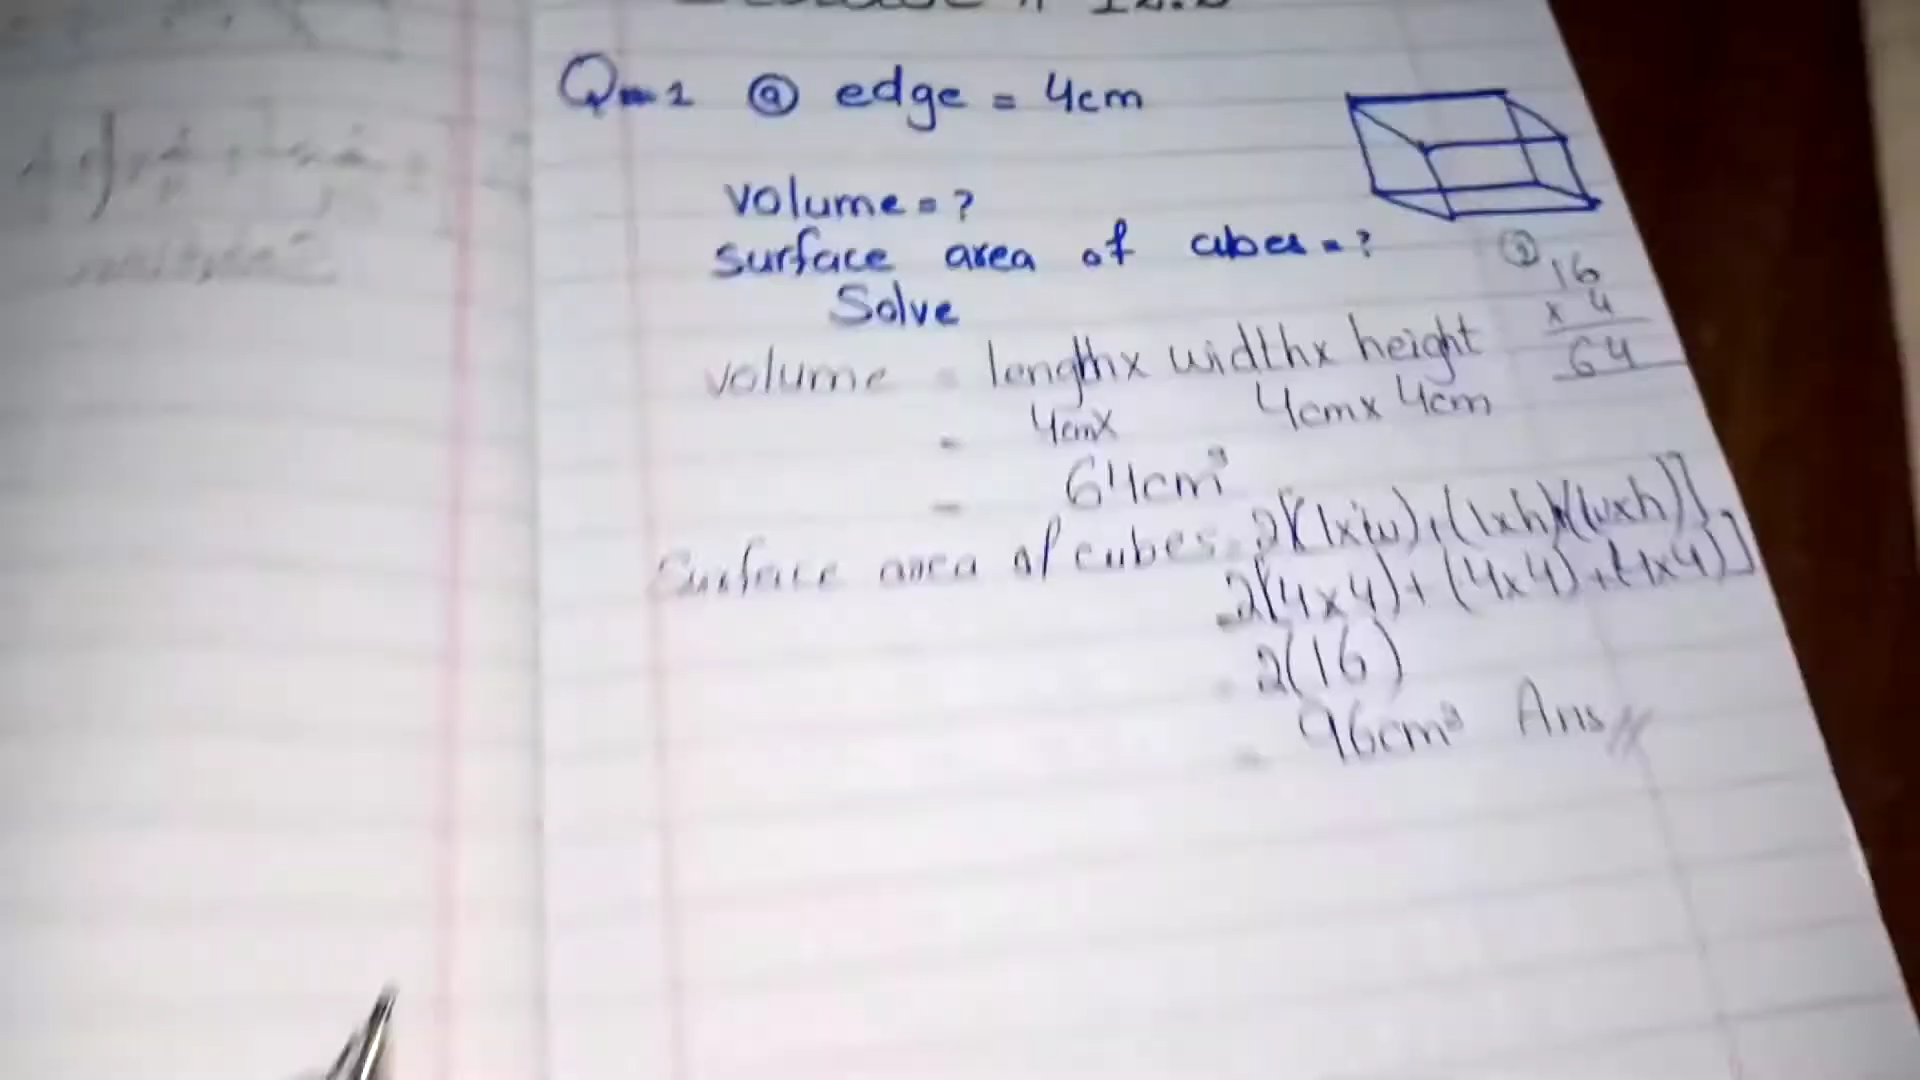 Q-1 ⓐ edge = 4cm
volume = ?
surface area of cubes = ?
Solve
16
x 4
64
volume = length x width x height
= 4cm x 4cm x 4cm
= 64cm³
Surface area of cubes = 2[(l x w) + (l x h) + (w x h)]
= 2[(4 x 4) + (4 x 4) + (4 x 4)]
= 2(16)
= 96cm³ Ans